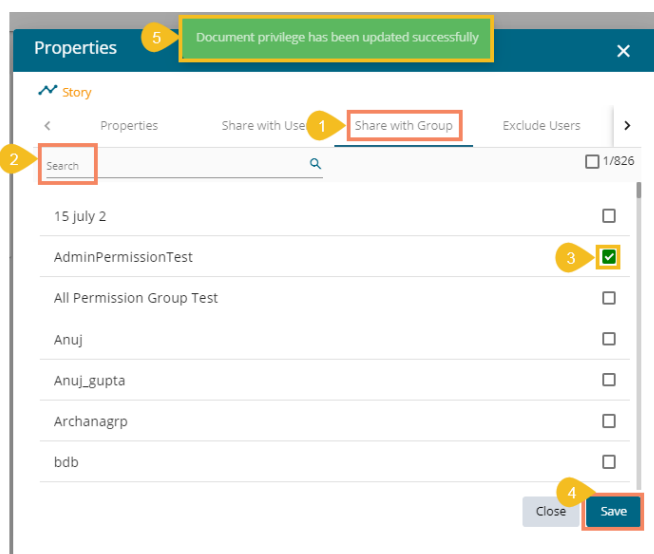 5
Document privilege has been updated successfully
Properties
Story
Properties
Share with Use
1
Share with Group
Exclude Users
2
Search
1/826
15 july 2
AdminPermissionTest
3
All Permission Group Test
Anuj
Anuj_gupta
Archanagrp
bdb
4
Close
Save